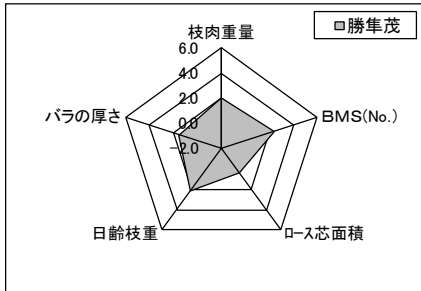 勝隼茂
枝肉重量
6.0
4.0
2.0
0.0
-2.0
BMS(No.)
ロース芯面積
日齢枝重
バラの厚さ